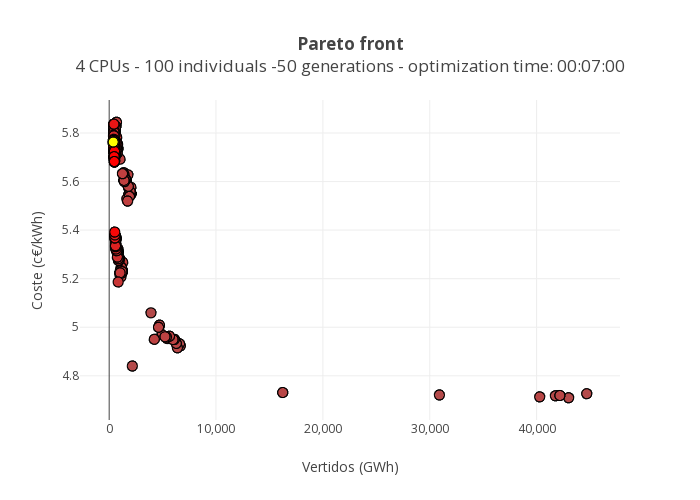 Pareto front
4 CPUs - 100 individuals -50 generations - optimization time: 00:07:00
5.8
5.6
5.4
5.2
5
4.8
Coste (c€/kWh)
0
10,000
20,000
30,000
40,000
Vertidos (GWh)